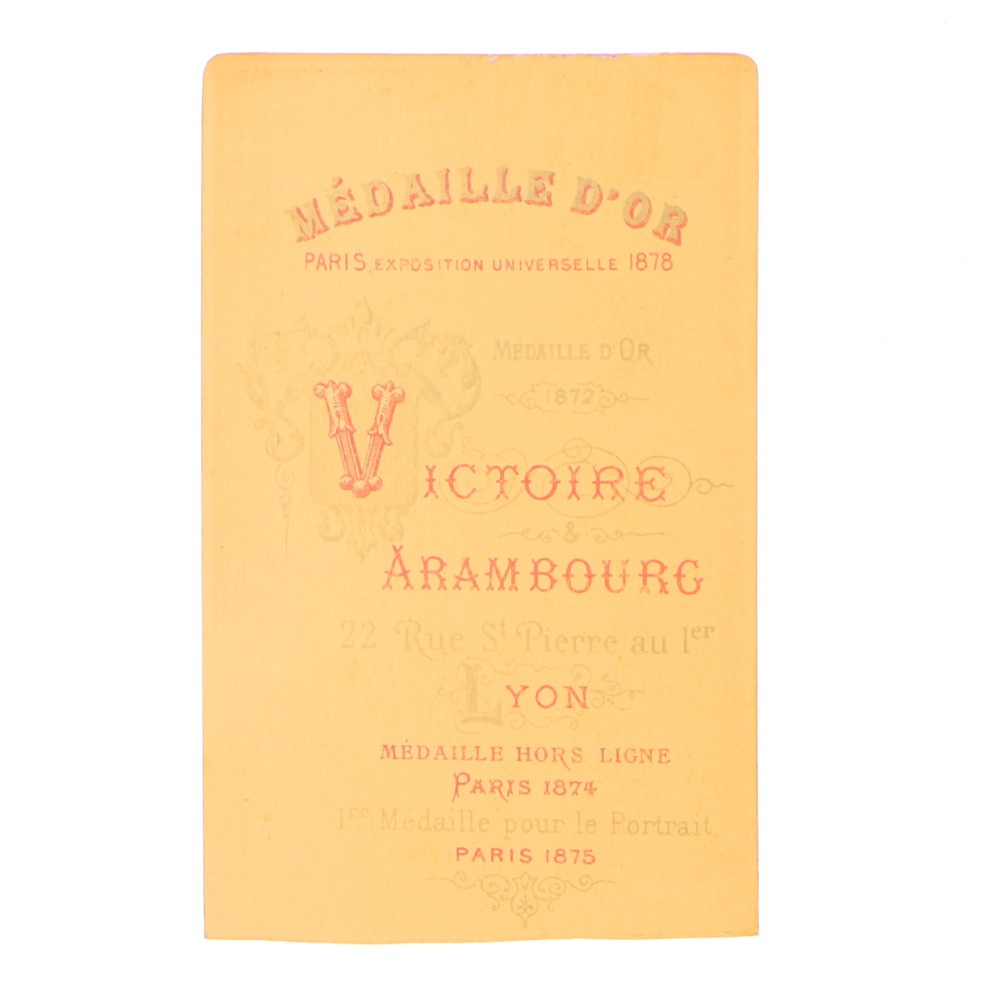 MÉDAILLE D'OR
PARIS, EXPOSITION UNIVERSELLE 1878
MÉDAILLE D'OR
1872
VICTOIRE
&
ARAMBOURG
22 Rue St Pierre au 1er
LYON
MÉDAILLE HORS LIGNE
PARIS 1874
1re Médaille pour le Portrait
PARIS 1875